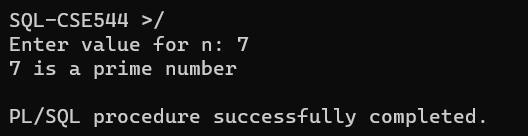 SQL-CSE544 >/
Enter value for n: 7
7 is a prime number
PL/SQL procedure successfully completed.